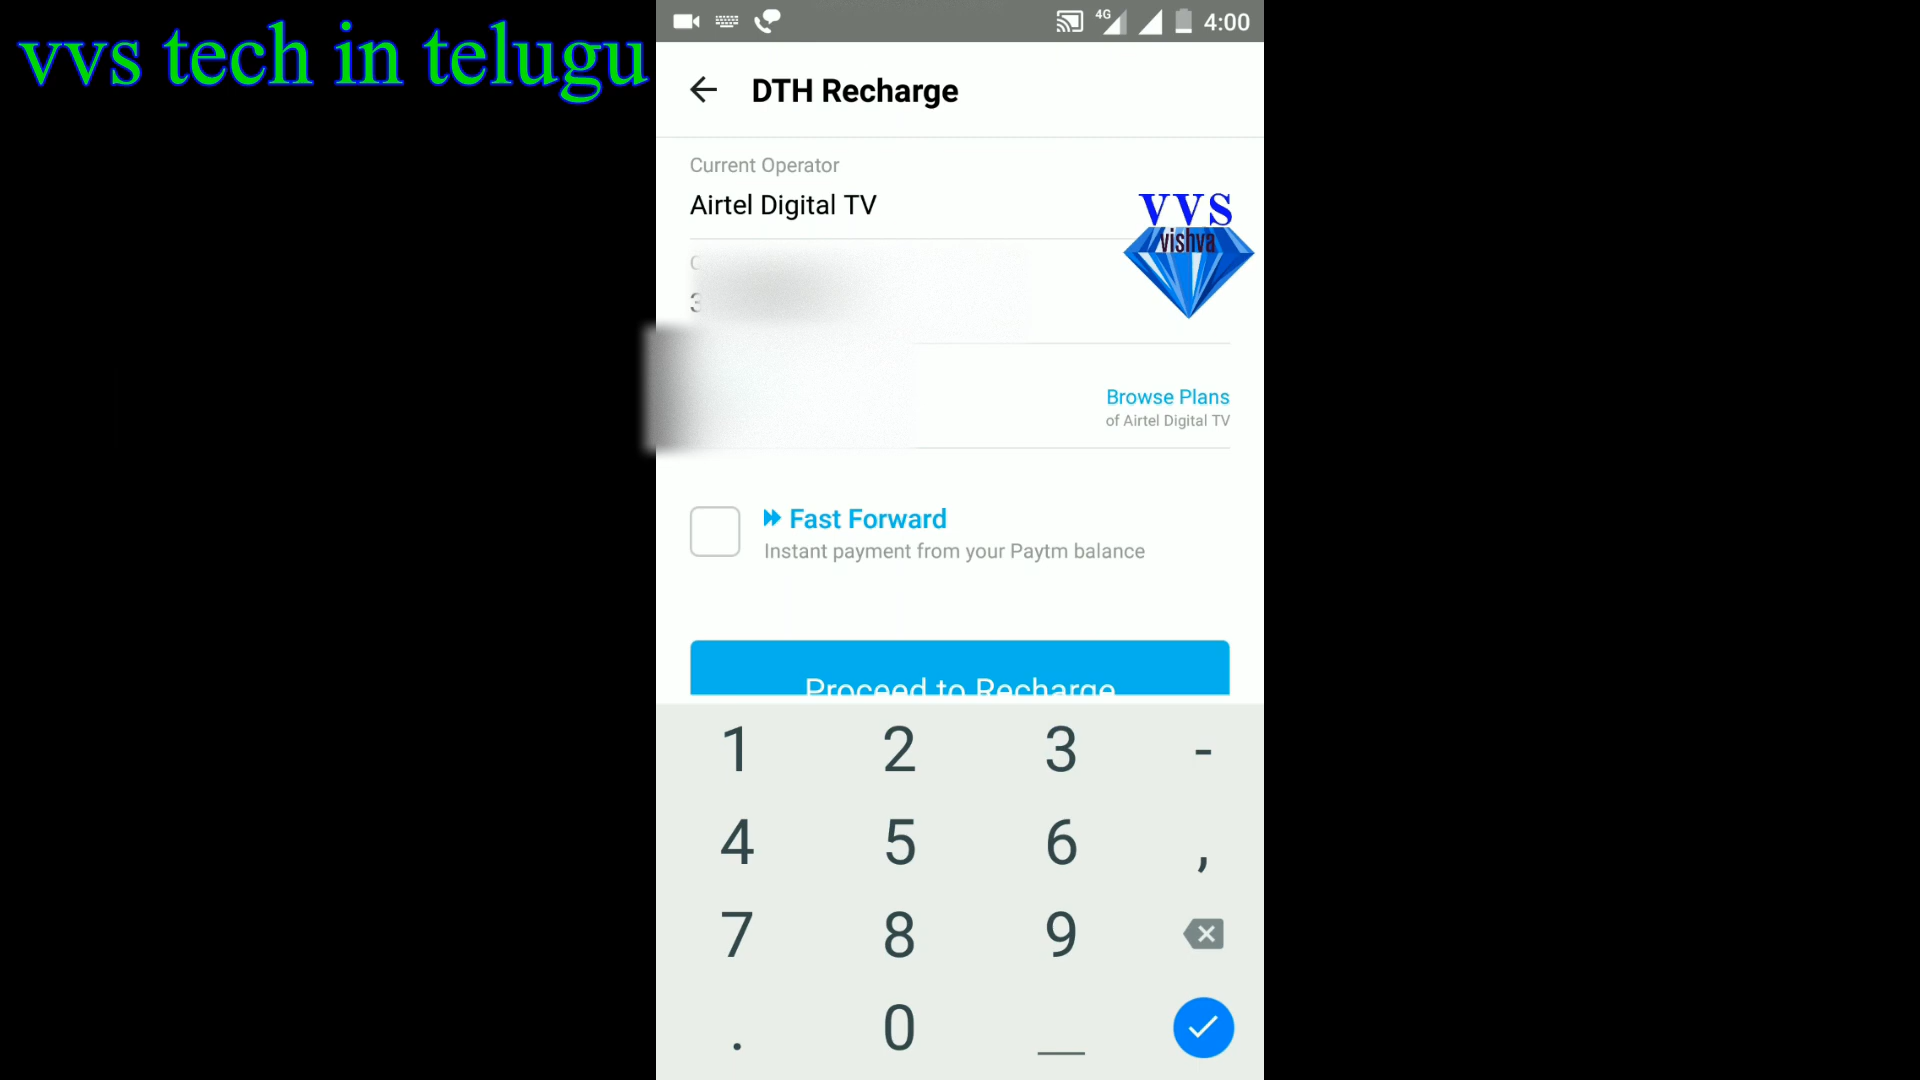 vvs tech in telugu
4G 4:00
DTH Recharge
Current Operator
Airtel Digital TV
VVS
vishva
3
Browse Plans
of Airtel Digital TV
Fast Forward
Instant payment from your Paytm balance
Proceed to Recharge
1 2 3 -
4 5 6 ,
7 8 9
. 0 _